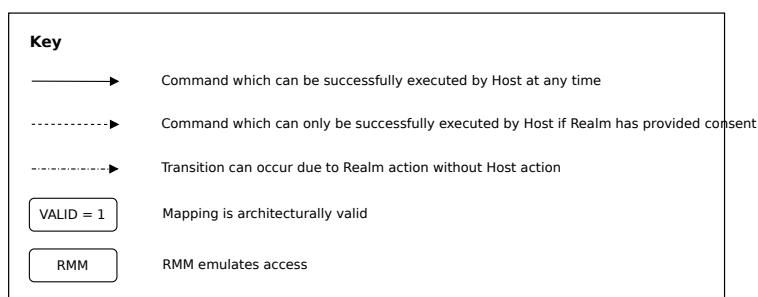 Key
Command which can be successfully executed by Host at any time
Command which can only be successfully executed by Host if Realm has provided consent
Transition can occur due to Realm action without Host action
VALID = 1 Mapping is architecturally valid
RMM RMM emulates access